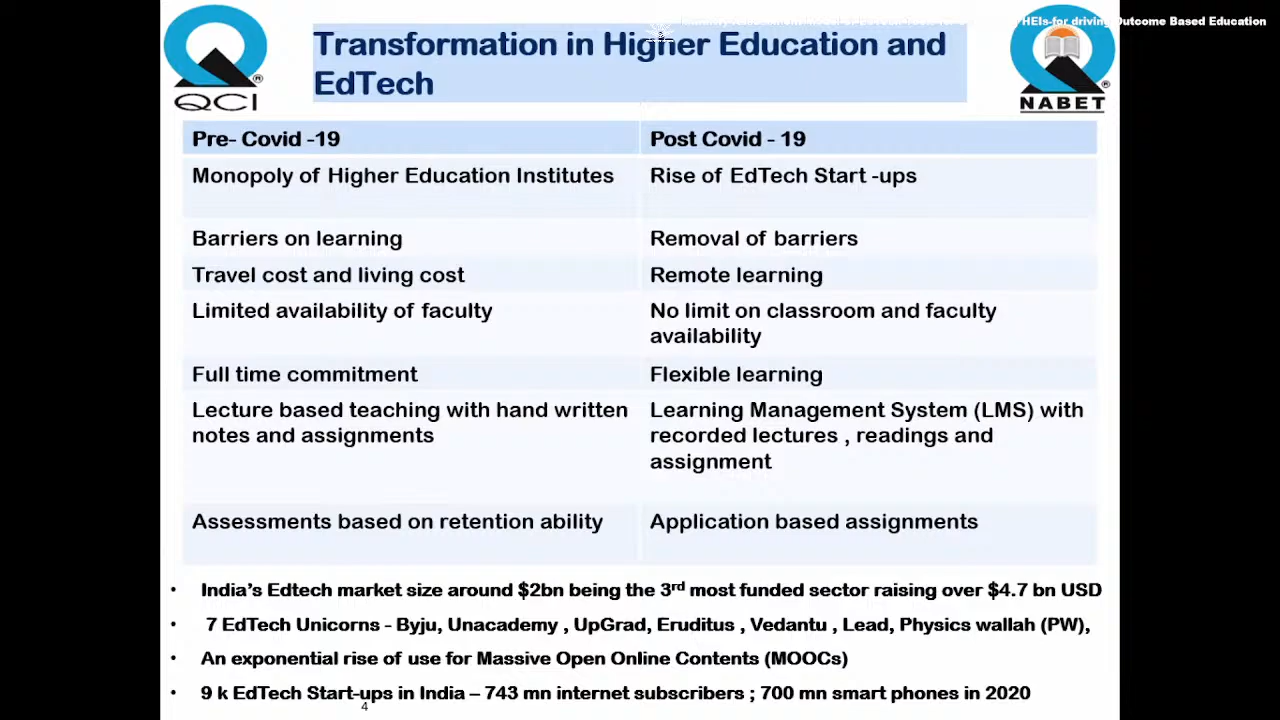 HEIs-for driving Outcome Based Education
Transformation in Higher Education and
EdTech
QCI ®
NABET ®
Pre- Covid -19
Post Covid - 19
Monopoly of Higher Education Institutes
Rise of EdTech Start -ups
Barriers on learning
Removal of barriers
Travel cost and living cost
Remote learning
Limited availability of faculty
No limit on classroom and faculty
availability
Full time commitment
Flexible learning
Lecture based teaching with hand written
notes and assignments
Learning Management System (LMS) with
recorded lectures , readings and
assignment
Assessments based on retention ability
Application based assignments
• India's Edtech market size around $2bn being the 3rd most funded sector raising over $4.7 bn USD
• 7 EdTech Unicorns - Byju, Unacademy , UpGrad, Eruditus , Vedantu , Lead, Physics wallah (PW),
• An exponential rise of use for Massive Open Online Contents (MOOCs)
• 9 k EdTech Start-ups in India – 743 mn internet subscribers ; 700 mn smart phones in 2020
4